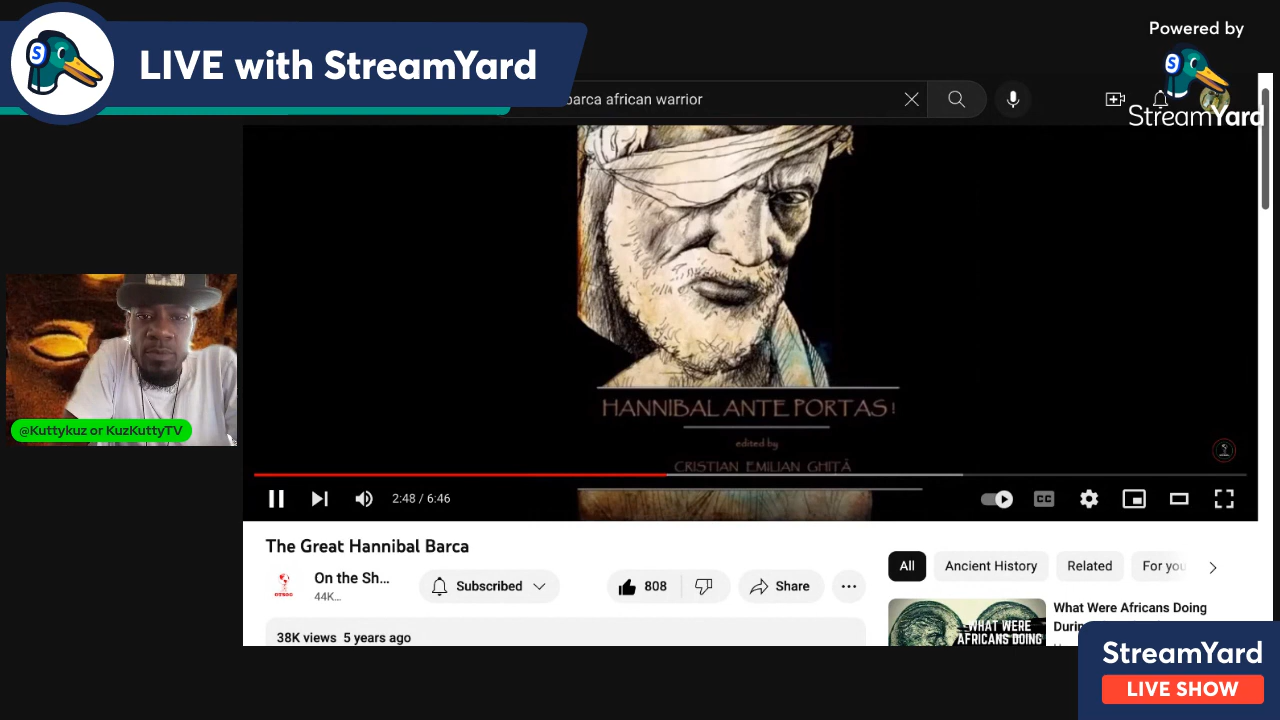 Powered by
StreamYard
LIVE with StreamYard
barca african warrior
HANNIBAL ANTE PORTAS!
edited by
CRISTIAN EMILIAN GHIȚĂ
@Kuttykuz or KuzKuttyTV
2:48 / 6:46
CC
The Great Hannibal Barca
On the Sh...
44K...
Subscribed
808
Share
38K views 5 years ago
All
Ancient History
Related
For you
What Were Africans Doing
WHAT WERE
AFRICANS DOING
StreamYard
LIVE SHOW